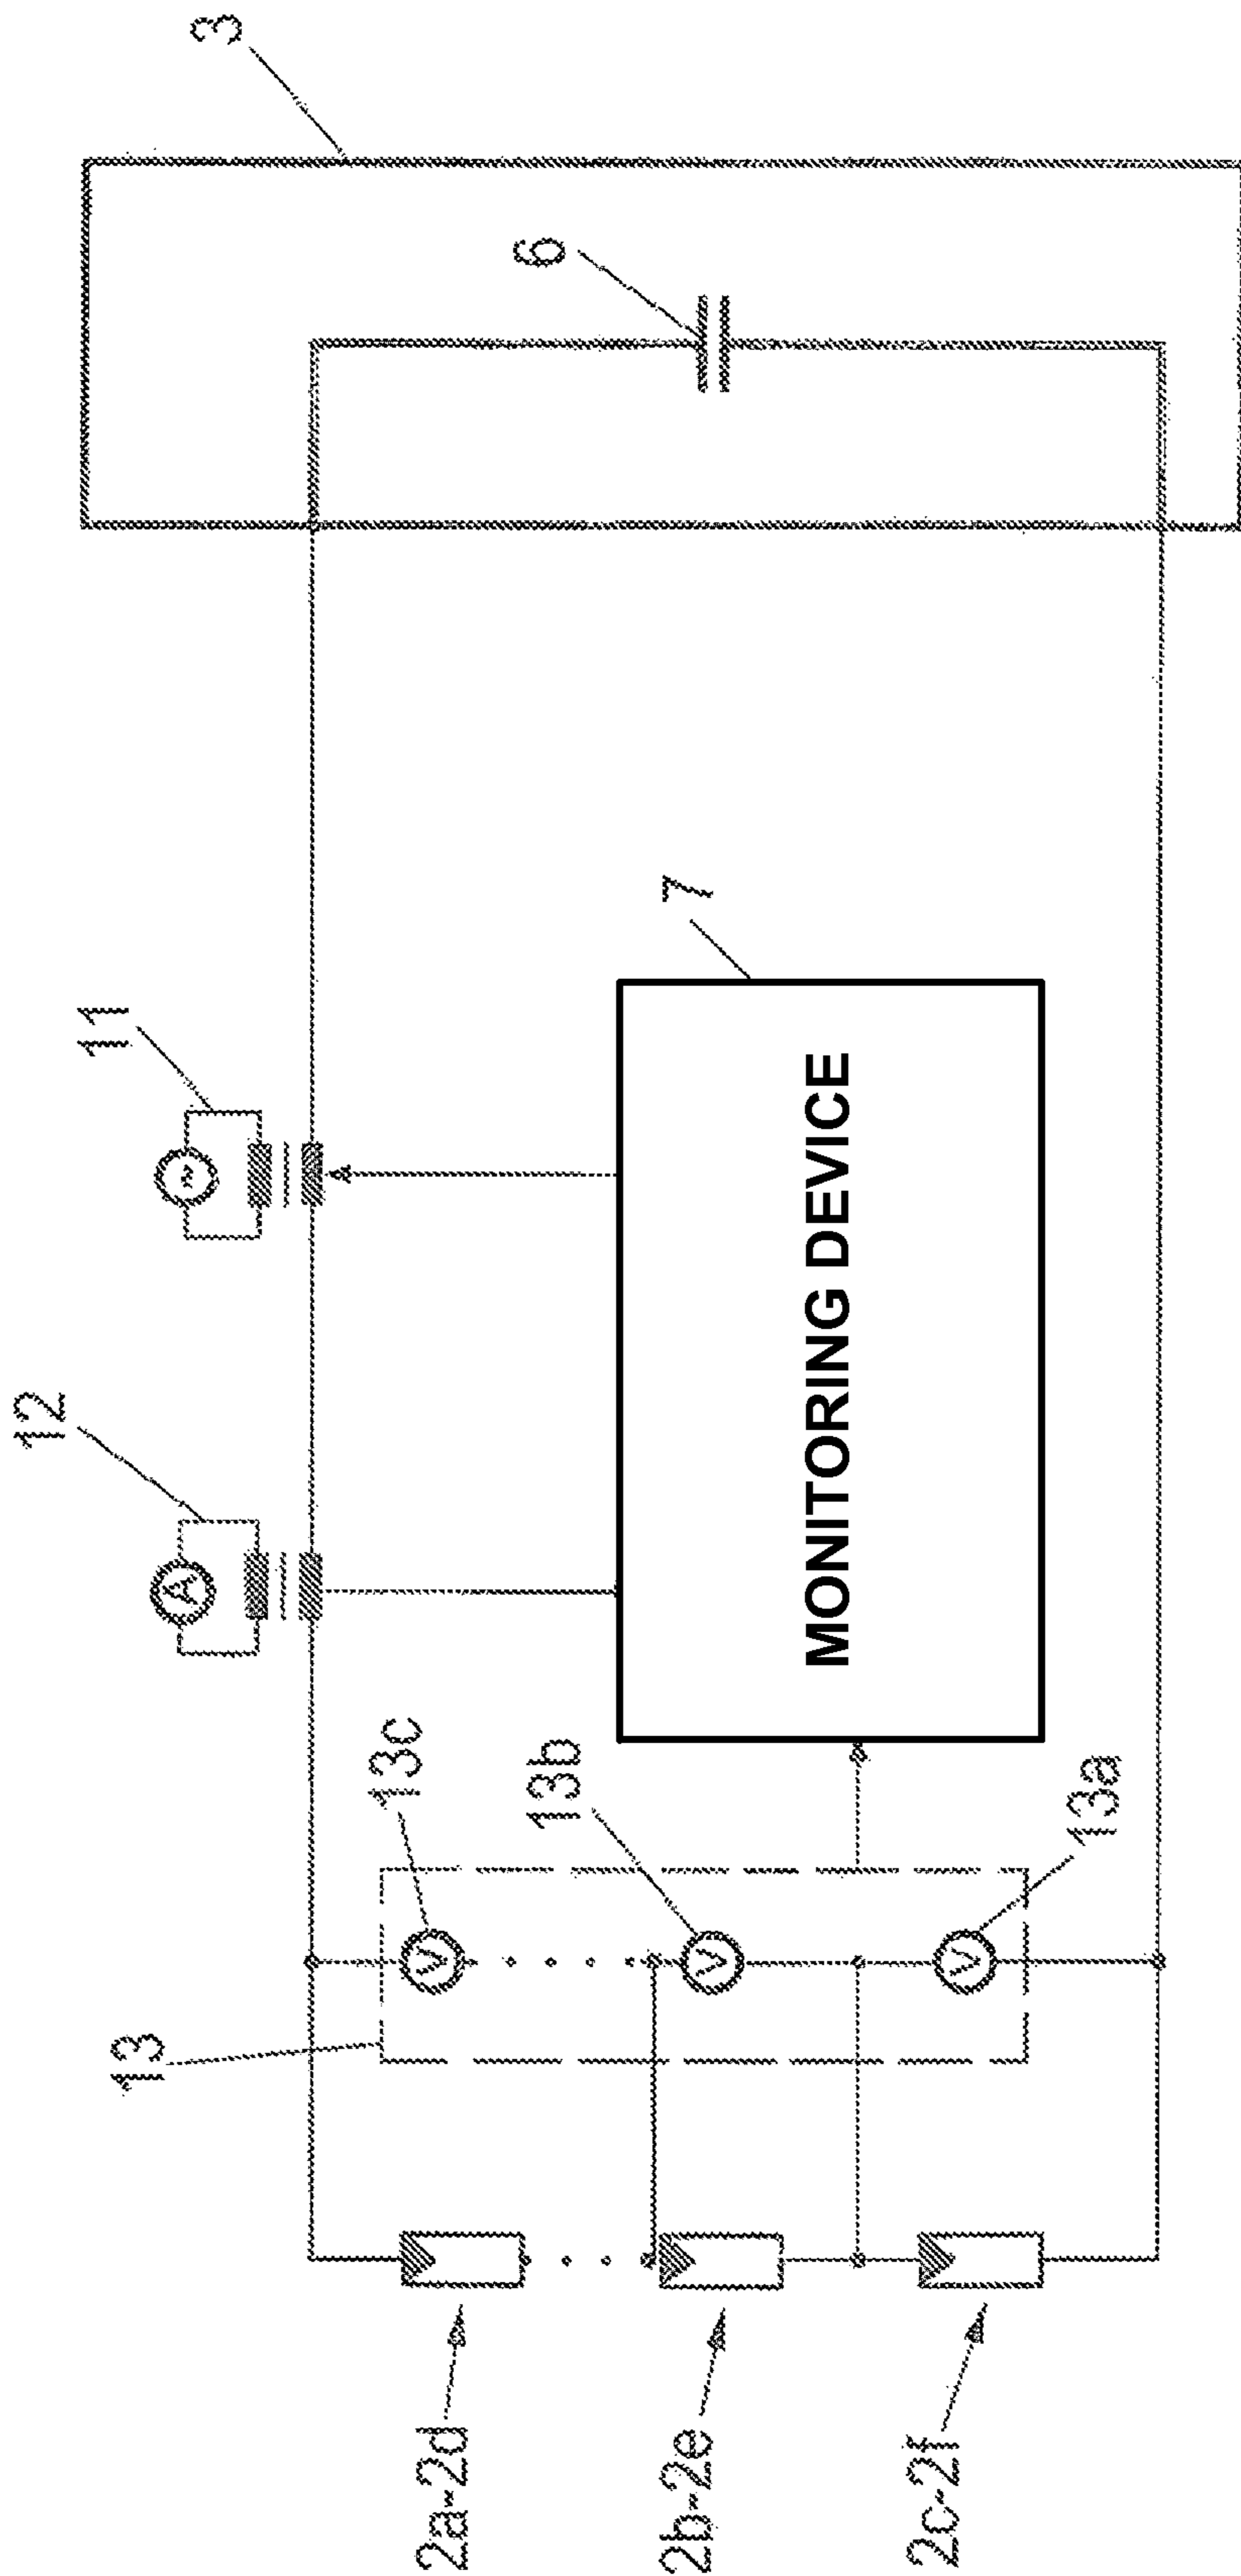 3
6
11
12
7
MONITORING DEVICE
13c
13b
13a
13
A
~
V
V
V
2a-2d
2b-2e
2c-2f